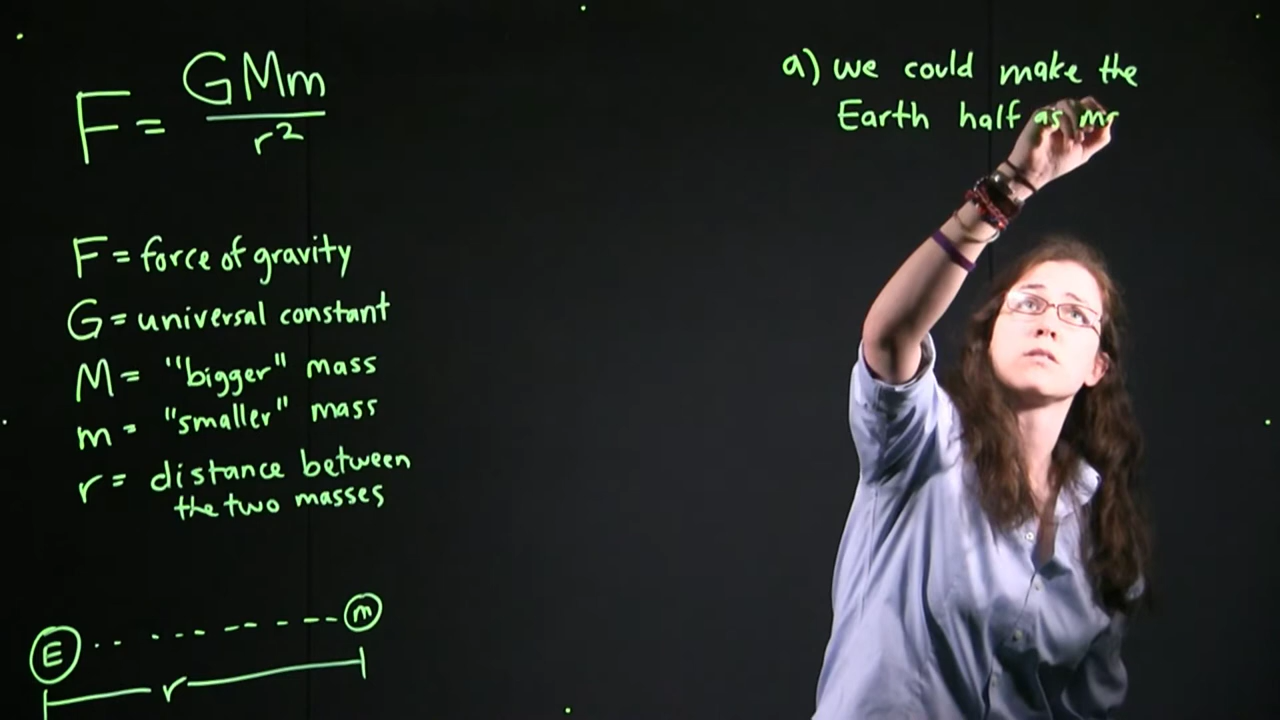 F = GMm
r²
F = force of gravity
G = universal constant
M = "bigger" mass
m = "smaller" mass
r = distance between
the two masses
E m
r
a) we could make the
Earth half as